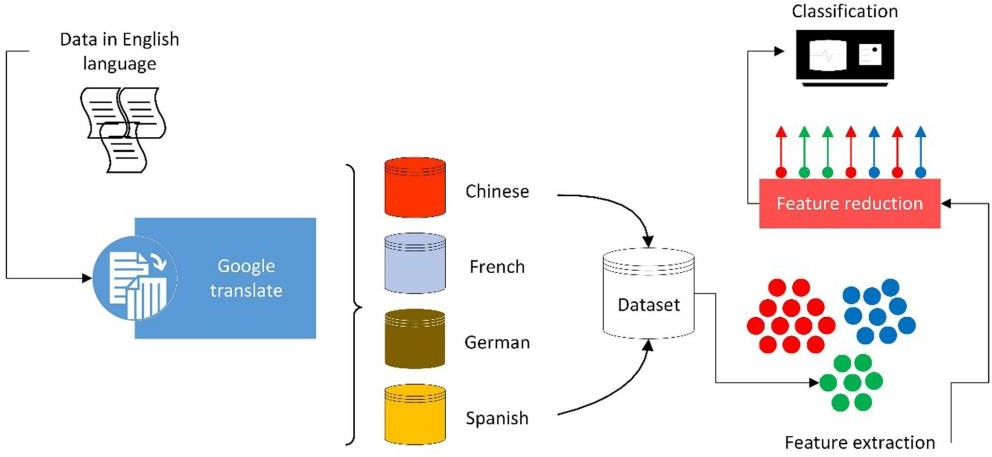 Data in English
language
Google
translate
Chinese
French
German
Spanish
Dataset
Classification
Feature reduction
Feature extraction